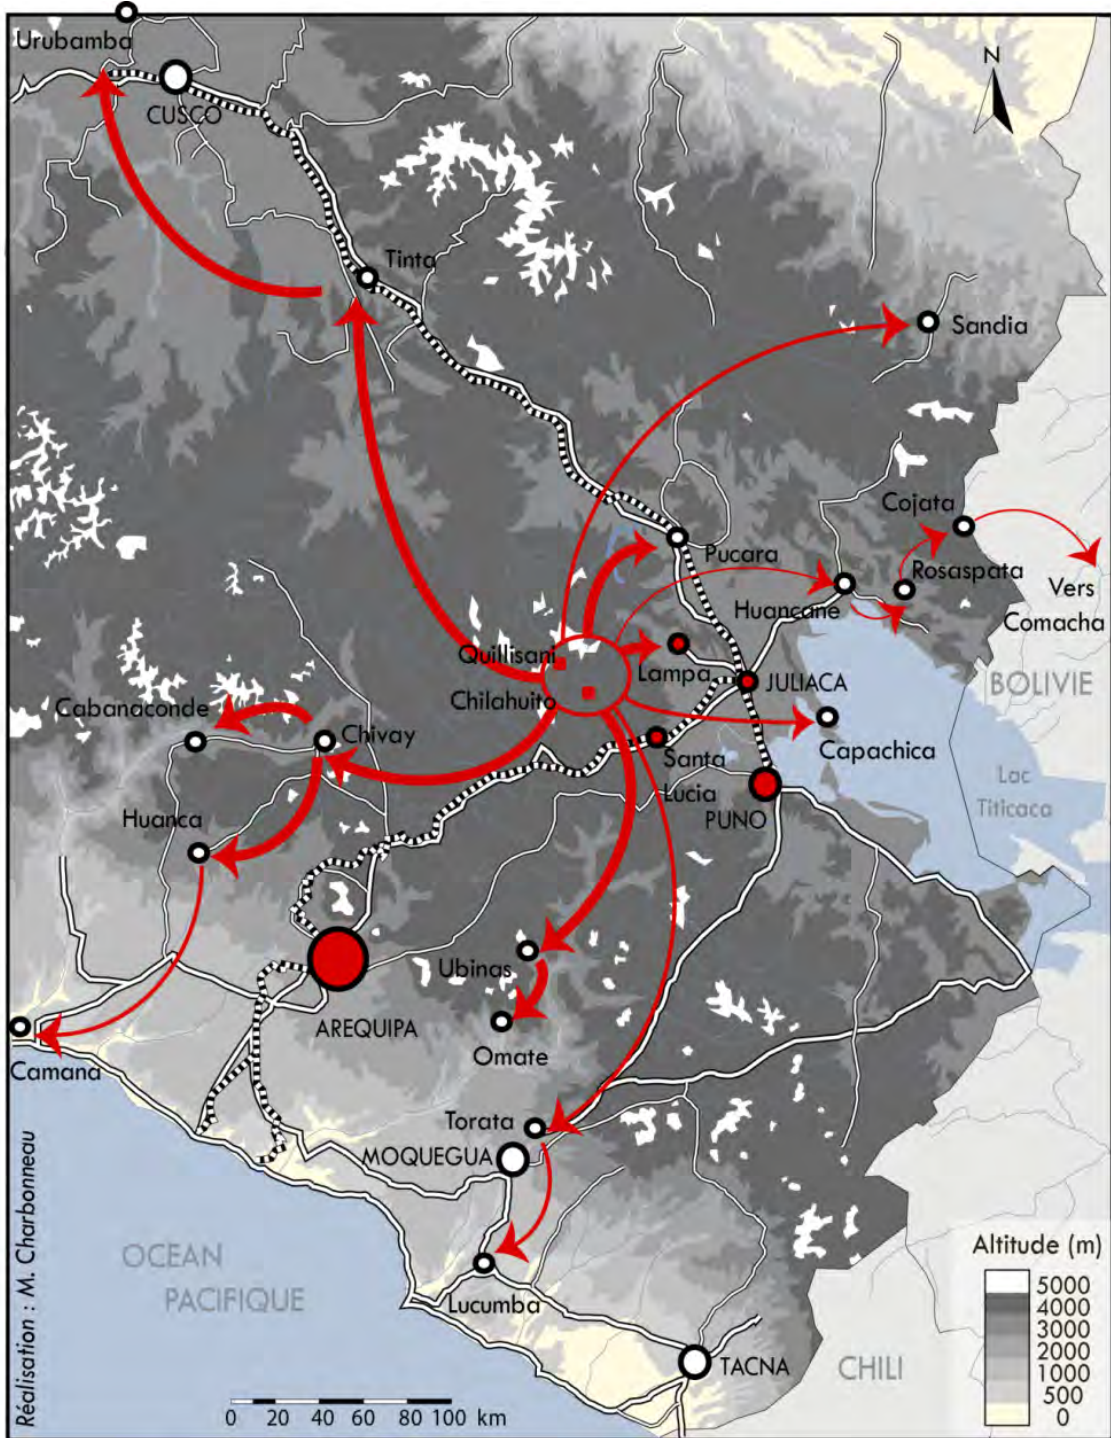 Urubamba
CUSCO
N
Tinta
Sandia
Cojata
Pucara
Rosaspata
Huancane
Vers
Comacha
Quillisani
Lampa
JULIACA
BOLIVIE
Chilahuito
Cabanaconde
Chivay
Capachica
Santa
Lucia
Lac
Titicaca
Huanca
PUNO
Ubinas
AREQUIPA
Omate
Camana
Torata
MOQUEGUA
Réalisation : M. Charbonneau
OCEAN
PACIFIQUE
Lucumba
TACNA
CHILI
Altitude (m)
5000
4000
3000
2000
1000
500
0
0 20 40 60 80 100 km